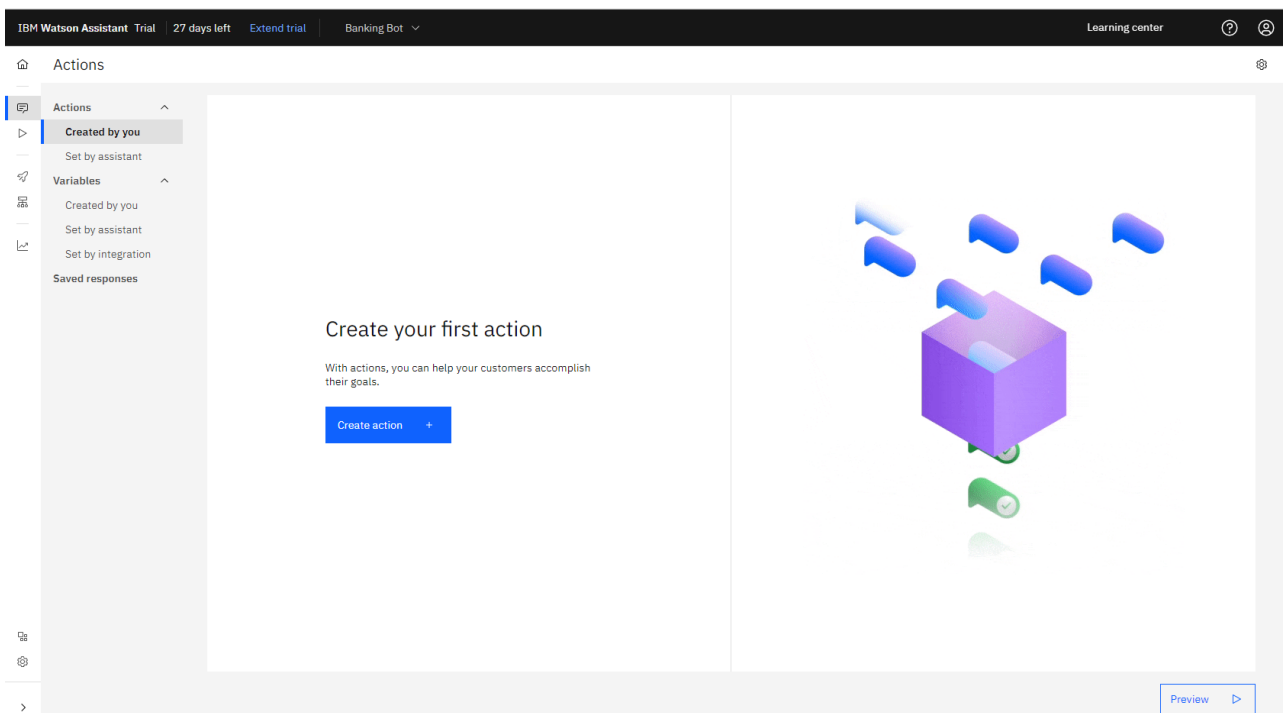 IBM Watson Assistant Trial 27 days left Extend trial Banking Bot Learning center
Actions
Actions
Created by you
Set by assistant
Variables
Created by you
Set by assistant
Set by integration
Saved responses
Create your first action
With actions, you can help your customers accomplish
their goals.
Create action +
Preview